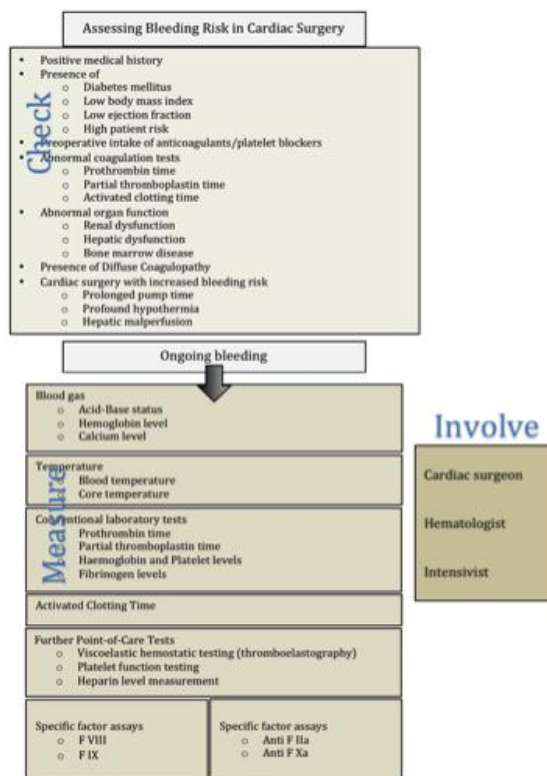 Assessing Bleeding Risk in Cardiac Surgery
Check
• Positive medical history
• Presence of
o Diabetes mellitus
o Low body mass index
o Low ejection fraction
o High patient risk
• Preoperative intake of anticoagulants/platelet blockers
• Abnormal coagulation tests
o Prothrombin time
o Partial thromboplastin time
o Activated clotting time
• Abnormal organ function
o Renal dysfunction
o Hepatic dysfunction
o Bone marrow disease
• Presence of Diffuse Coagulopathy
• Cardiac surgery with increased bleeding risk
o Prolonged pump time
o Profound hypothermia
o Hepatic malperfusion
Ongoing bleeding
Measure
Blood gas
o Acid-Base status
o Hemoglobin level
o Calcium level
Temperature
o Blood temperature
o Core temperature
Conventional laboratory tests
o Prothrombin time
o Partial thromboplastin time
o Haemoglobin and Platelet levels
o Fibrinogen levels
Activated Clotting Time
Further Point-of-Care Tests
o Viscoelastic hemostatic testing (thromboelastography)
o Platelet function testing
o Heparin level measurement
Specific factor assays
o F VIII
o F IX
Specific factor assays
o Anti F IIa
o Anti F Xa
Involve
Cardiac surgeon
Hematologist
Intensivist